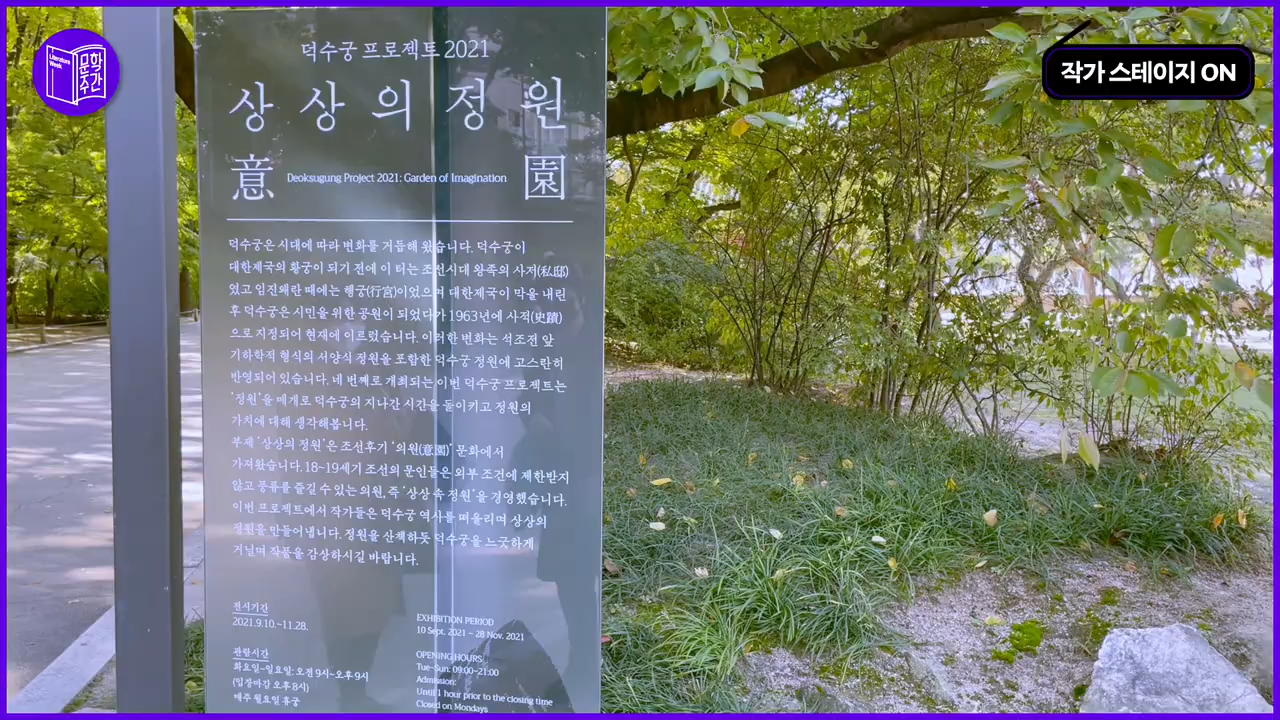 Literature Week
문화주간
작가 스테이지 ON
덕수궁 프로젝트 2021
상상의정원
意 Deoksugung Project 2021: Garden of Imagination 園
덕수궁은 시대에 따라 변화를 거듭해 왔습니다. 덕수궁이
대한제국의 황궁이 되기 전에 이 터는 조선시대 왕족의 사저(私邸)
였고 임진왜란 때에는 행궁(行宮)이었으며 대한제국이 막을 내린
후 덕수궁은 시민을 위한 공원이 되었다가 1963년에 사적(史蹟)
으로 지정되어 현재에 이르렀습니다. 이러한 변화는 석조전 앞
기하학적 형식의 서양식 정원을 포함한 덕수궁 정원에 고스란히
반영되어 있습니다. 네 번째로 개최되는 이번 덕수궁 프로젝트는
'정원'을 매개로 덕수궁의 지나간 시간을 돌이키고 정원의
가치에 대해 생각해봅니다.
부제 '상상의 정원'은 조선후기 '의원(意園)' 문화에서
가져왔습니다. 18~19세기 조선의 문인들은 외부 조건에 제한받지
않고 풍류를 즐길 수 있는 의원, 즉 '상상 속 정원'을 경영했습니다.
이번 프로젝트에서 작가들은 덕수궁 역사를 떠올리며 상상의
정원을 만들어냅니다. 정원을 산책하듯 덕수궁을 느긋하게
거닐며 작품을 감상하시길 바랍니다.
전시기간
2021.9.10.~11.28.
관람시간
화요일~일요일: 오전 9시~오후 9시
(입장마감 오후 8시)
매주 월요일 휴궁
EXHIBITION PERIOD
10 Sept. 2021 ~ 28 Nov. 2021
OPENING HOURS
Tue~Sun: 09:00~21:00
Admission:
Until 1 hour prior to the closing time
Closed on Mondays